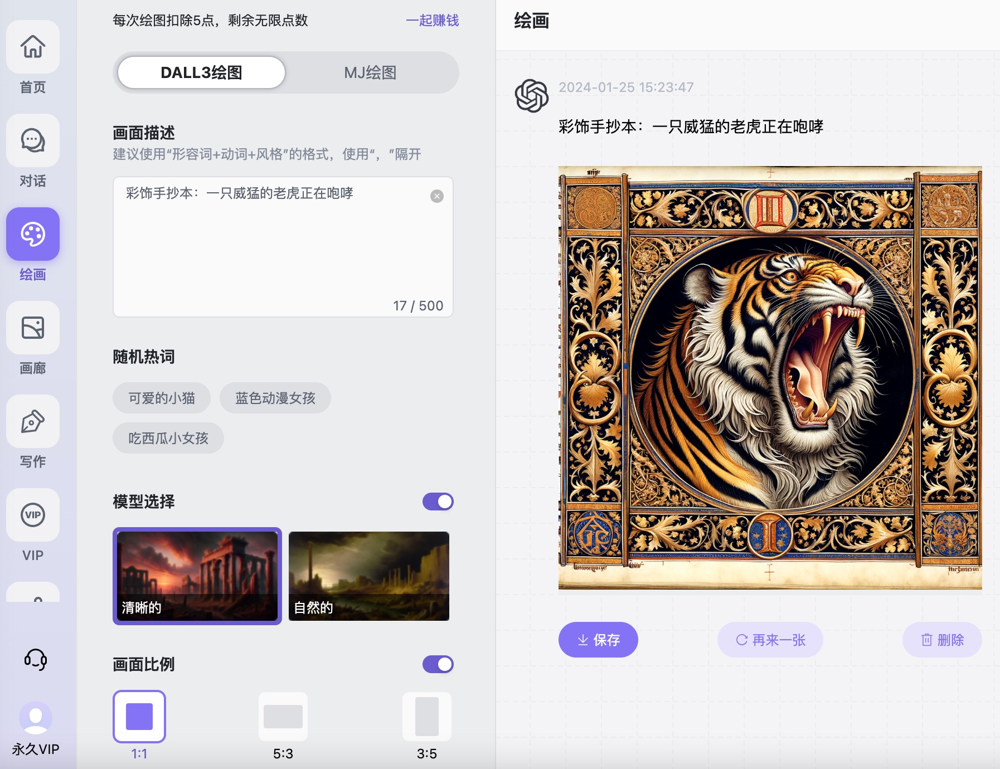 每次绘图扣除5点，剩余无限点数
一起赚钱
DALL3绘图
MJ绘图
画面描述
建议使用“形容词+动词+风格”的格式，使用“，”隔开
彩饰手抄本：一只威猛的老虎正在咆哮
17 / 500
随机热词
可爱的小猫
蓝色动漫女孩
吃西瓜小女孩
模型选择
清晰的
自然的
画面比例
1:1
5:3
3:5
首页
对话
绘画
画廊
写作
VIP
VIP
永久VIP
绘画
2024-01-25 15:23:47
彩饰手抄本：一只威猛的老虎正在咆哮
III
I
保存
再来一张
删除